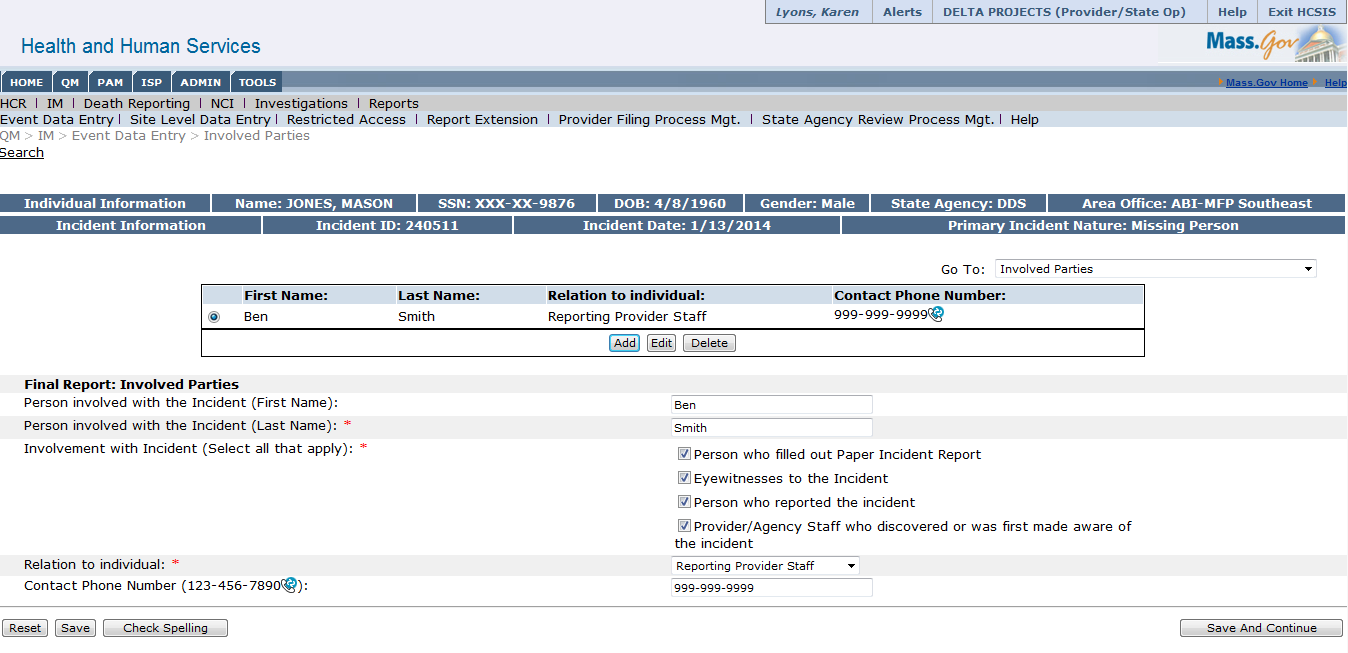 Lyons, Karen Alerts DELTA PROJECTS (Provider/State Op) Help Exit HCSIS
Health and Human Services
Mass.Gov
HOME QM PAM ISP ADMIN TOOLS
Mass.Gov Home Help
HCR | IM | Death Reporting | NCI | Investigations | Reports
Event Data Entry | Site Level Data Entry | Restricted Access | Report Extension | Provider Filing Process Mgt. | State Agency Review Process Mgt. | Help
QM > IM > Event Data Entry > Involved Parties
Search
Individual Information Name: JONES, MASON SSN: XXX-XX-9876 DOB: 4/8/1960 Gender: Male State Agency: DDS Area Office: ABI-MFP Southeast
Incident Information Incident ID: 240511 Incident Date: 1/13/2014 Primary Incident Nature: Missing Person
Go To: Involved Parties
First Name: Last Name: Relation to individual: Contact Phone Number:
Ben Smith Reporting Provider Staff 999-999-9999
Add Edit Delete
Final Report: Involved Parties
Person involved with the Incident (First Name): Ben
Person involved with the Incident (Last Name): * Smith
Involvement with Incident (Select all that apply): *
Person who filled out Paper Incident Report
Eyewitnesses to the Incident
Person who reported the incident
Provider/Agency Staff who discovered or was first made aware of
the incident
Relation to individual: * Reporting Provider Staff
Contact Phone Number (123-456-7890): 999-999-9999
Reset Save Check Spelling Save And Continue